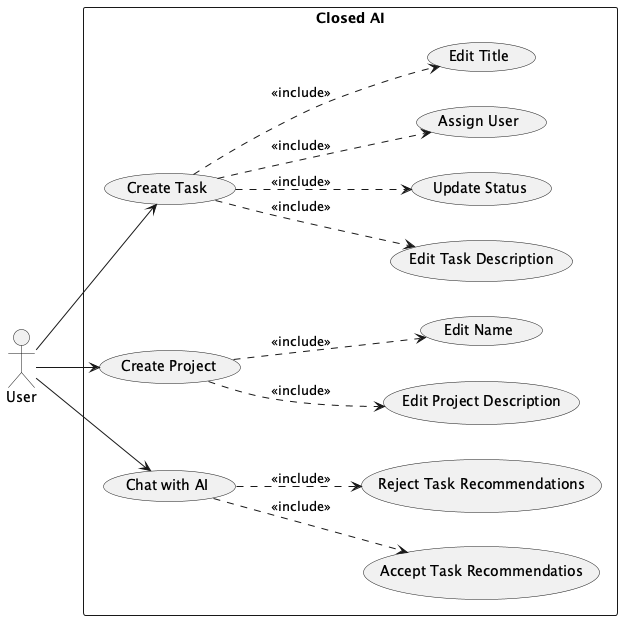 Closed AI
Edit Title
«include»
Assign User
«include»
Create Task
«include»
Update Status
«include»
Edit Task Description
Edit Name
«include»
Create Project
User
«include»
Edit Project Description
Chat with AI
«include»
Reject Task Recommendations
«include»
Accept Task Recommendatios